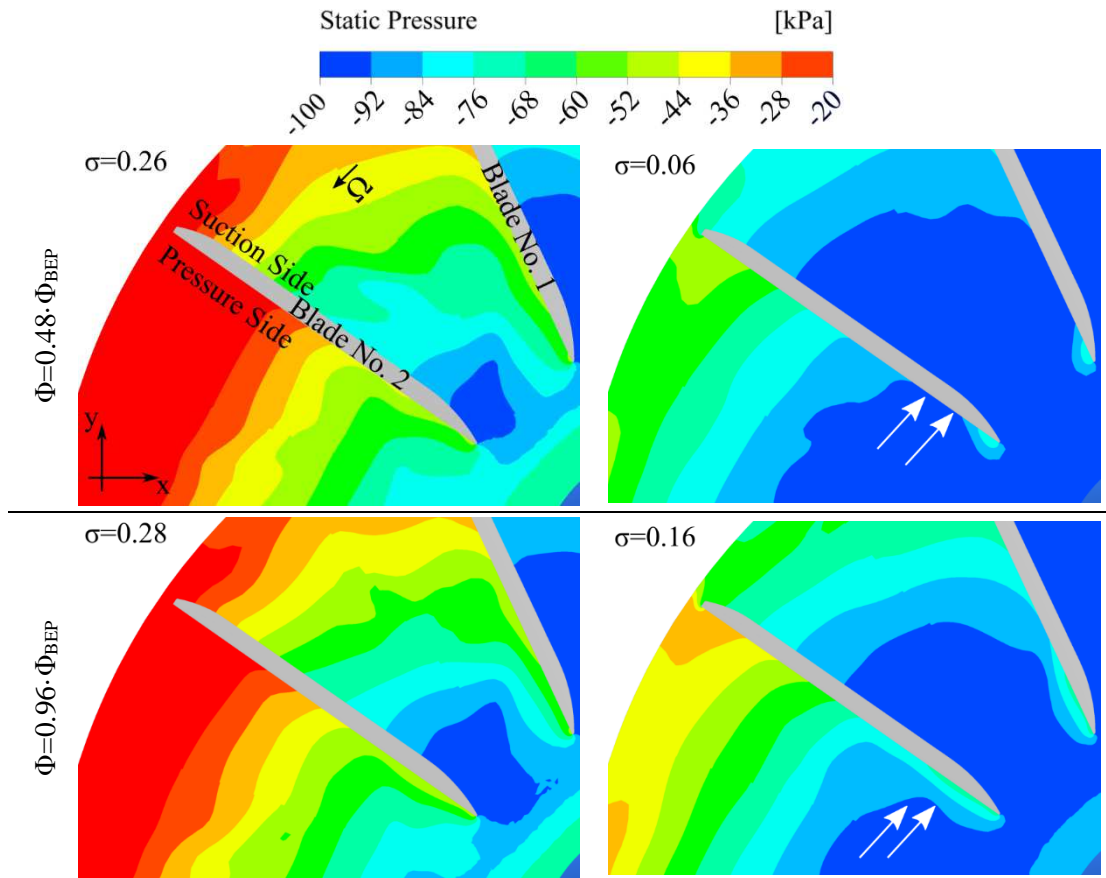 Static Pressure [kPa]
-100 -92 -84 -76 -68 -60 -52 -44 -36 -28 -20
σ=0.26
σ=0.06
Φ=0.48·Φ_BEP
Ω
Suction Side
Pressure Side
Blade No. 1
Blade No. 2
y
x
σ=0.28
σ=0.16
Φ=0.96·Φ_BEP